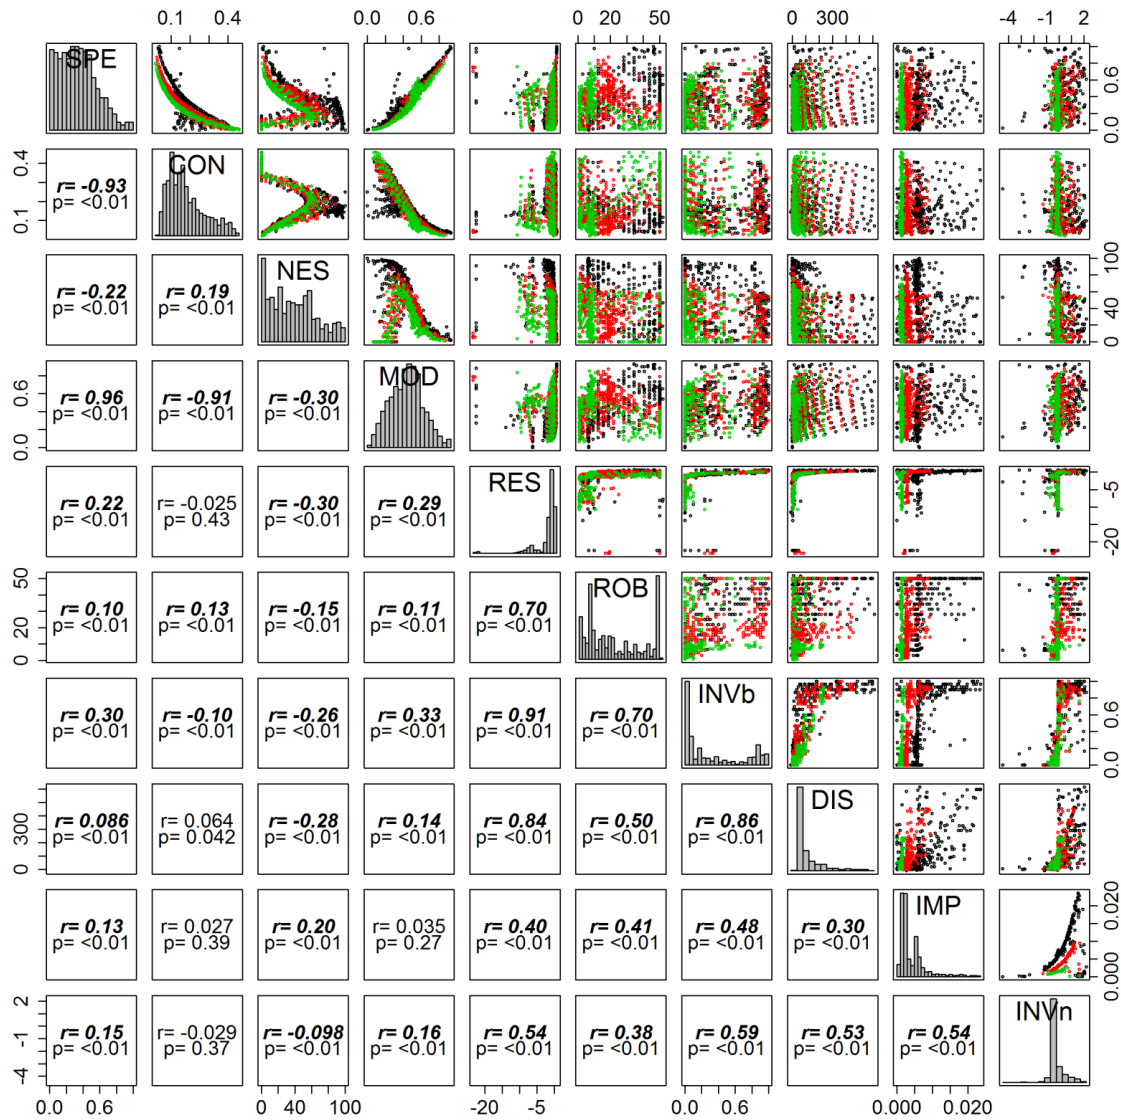 0.1 0.4 0.0 0.6 0 20 50 0 300 -4 -1 2
SPE
0.0 0.6
0.1 0.4
r= -0.93
p= <0.01
CON
NES
r= -0.22
p= <0.01
r= 0.19
p= <0.01
0 40 100
0.0 0.6
r= 0.96
p= <0.01
r= -0.91
p= <0.01
r= -0.30
p= <0.01
MOD
RES
r= 0.22
p= <0.01
r= -0.025
p= 0.43
r= -0.30
p= <0.01
r= 0.29
p= <0.01
-20 -5
0 20 50
r= 0.10
p= <0.01
r= 0.13
p= <0.01
r= -0.15
p= <0.01
r= 0.11
p= <0.01
r= 0.70
p= <0.01
ROB
INVb
r= 0.30
p= <0.01
r= -0.10
p= <0.01
r= -0.26
p= <0.01
r= 0.33
p= <0.01
r= 0.91
p= <0.01
r= 0.70
p= <0.01
0.0 0.6
0 300
r= 0.086
p= <0.01
r= 0.064
p= 0.042
r= -0.28
p= <0.01
r= 0.14
p= <0.01
r= 0.84
p= <0.01
r= 0.50
p= <0.01
r= 0.86
p= <0.01
DIS
IMP
r= 0.13
p= <0.01
r= 0.027
p= 0.39
r= 0.20
p= <0.01
r= 0.035
p= 0.27
r= 0.40
p= <0.01
r= 0.41
p= <0.01
r= 0.48
p= <0.01
r= 0.30
p= <0.01
0.000 0.020
-4 -1 2
r= 0.15
p= <0.01
r= -0.029
p= 0.37
r= -0.098
p= <0.01
r= 0.16
p= <0.01
r= 0.54
p= <0.01
r= 0.38
p= <0.01
r= 0.59
p= <0.01
r= 0.53
p= <0.01
r= 0.54
p= <0.01
INVn
0.0 0.6 0 40 100 -20 -5 0.0 0.6 0.000 0.020